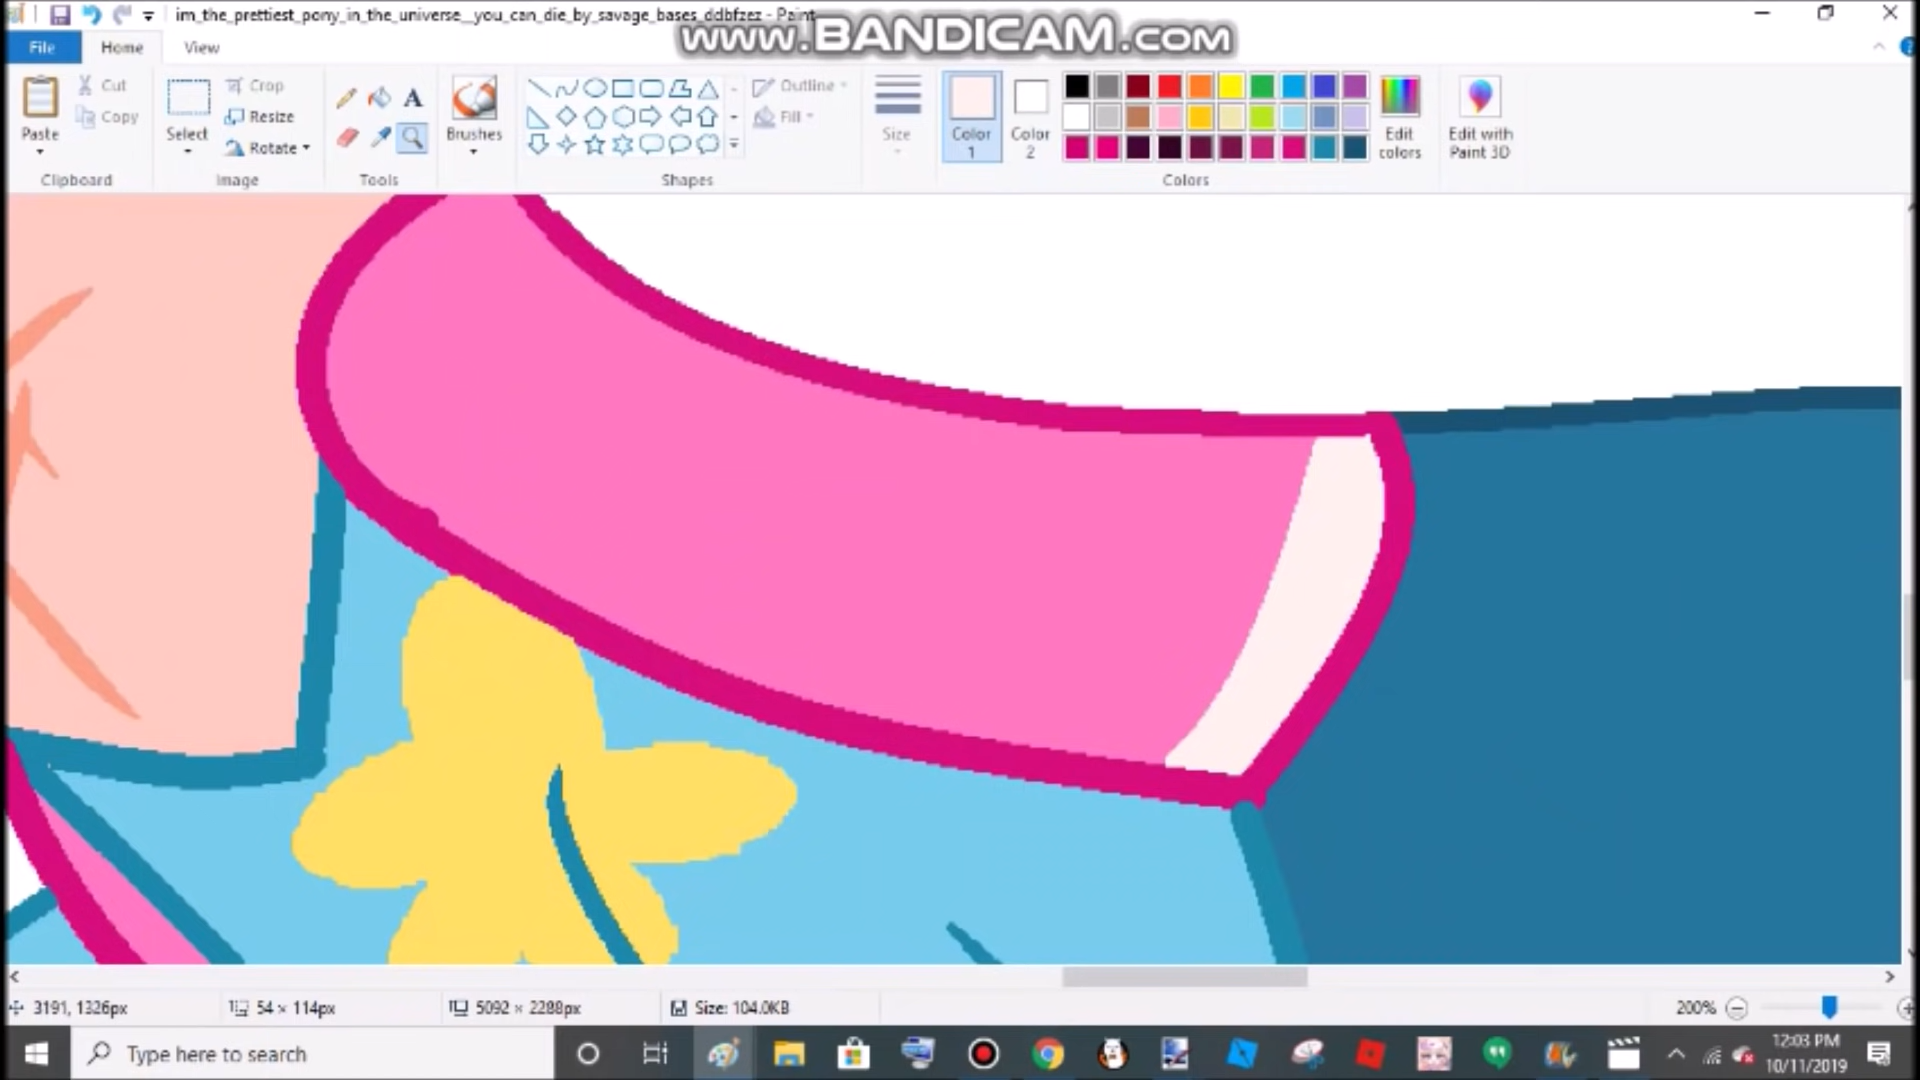 im_the_prettiest_pony_in_the_universe__you_can_die_by_savage_bases_ddbfzez - Paint
www.BANDICAM.com
File
Home
View
Paste
Cut
Copy
Clipboard
Select
Crop
Resize
Rotate
Image
A
Tools
Brushes
Outline
Fill
Shapes
Size
Color 1
Color 2
Edit colors
Edit with Paint 3D
Colors
3191, 1326px
54 × 114px
5092 × 2288px
Size: 104.0KB
200%
Type here to search
12:03 PM
10/11/2019